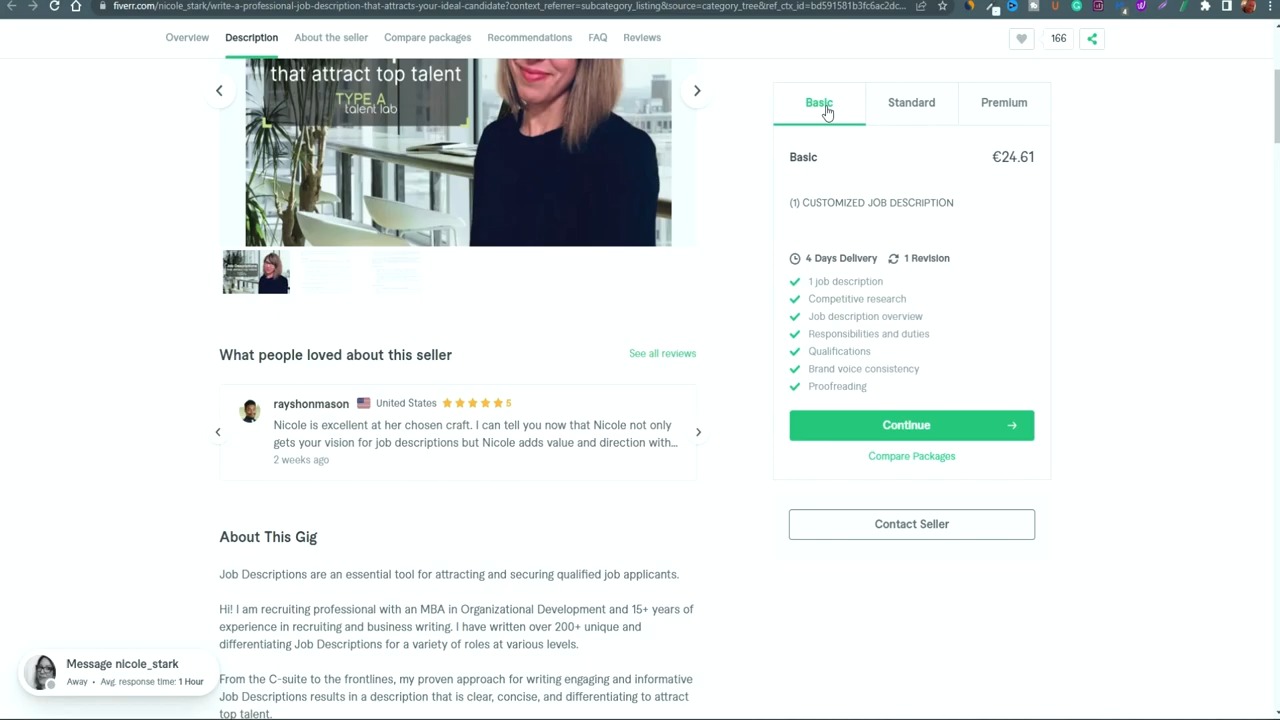 fiverr.com/nicole_stark/write-a-professional-job-description-that-attracts-your-ideal-candidate?context_referrer=subcategory_listing&source=category_tree&ref_ctx_id=bd591581b3f6ac2dc...
Overview
Description
About the seller
Compare packages
Recommendations
FAQ
Reviews
166
that attract top talent
TYPE A
talent lab
Basic
Standard
Premium
Basic
€24.61
(1) CUSTOMIZED JOB DESCRIPTION
4 Days Delivery
1 Revision
1 job description
Competitive research
Job description overview
Responsibilities and duties
Qualifications
Brand voice consistency
Proofreading
Continue
Compare Packages
Contact Seller
What people loved about this seller
See all reviews
rayshonmason
United States
5
Nicole is excellent at her chosen craft. I can tell you now that Nicole not only
gets your vision for job descriptions but Nicole adds value and direction with...
2 weeks ago
About This Gig
Job Descriptions are an essential tool for attracting and securing qualified job applicants.
Hi! I am recruiting professional with an MBA in Organizational Development and 15+ years of
experience in recruiting and business writing. I have written over 200+ unique and
differentiating Job Descriptions for a variety of roles at various levels.
From the C-suite to the frontlines, my proven approach for writing engaging and informative
Job Descriptions results in a description that is clear, concise, and differentiating to attract
top talent.
Message nicole_stark
Away • Avg. response time: 1 Hour